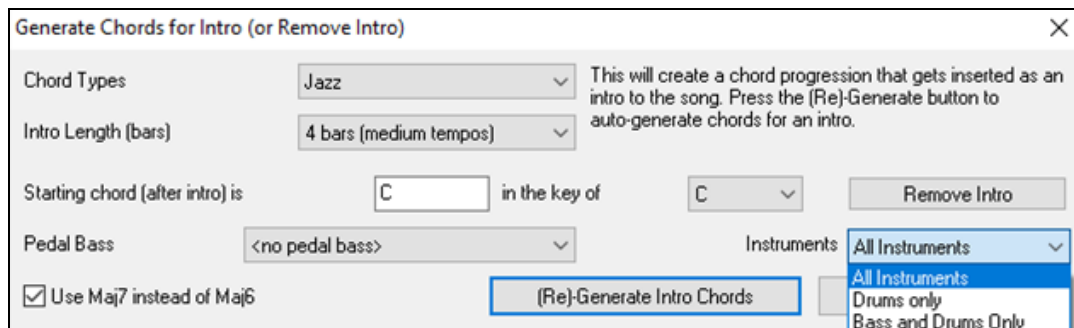 Generate Chords for Intro (or Remove Intro)
Chord Types
Jazz
This will create a chord progression that gets inserted as an
intro to the song. Press the (Re)-Generate button to
auto-generate chords for an intro.
Intro Length (bars)
4 bars (medium tempos)
Starting chord (after intro) is
C
in the key of
C
Remove Intro
Pedal Bass
<no pedal bass>
Instruments
All Instruments
All Instruments
Drums only
Bass and Drums Only
Use Maj7 instead of Maj6
(Re)-Generate Intro Chords